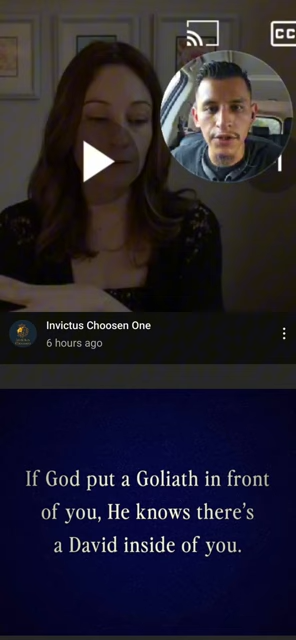 CC
Invictus Choosen One
6 hours ago
If God put a Goliath in front
of you, He knows there's
a David inside of you.